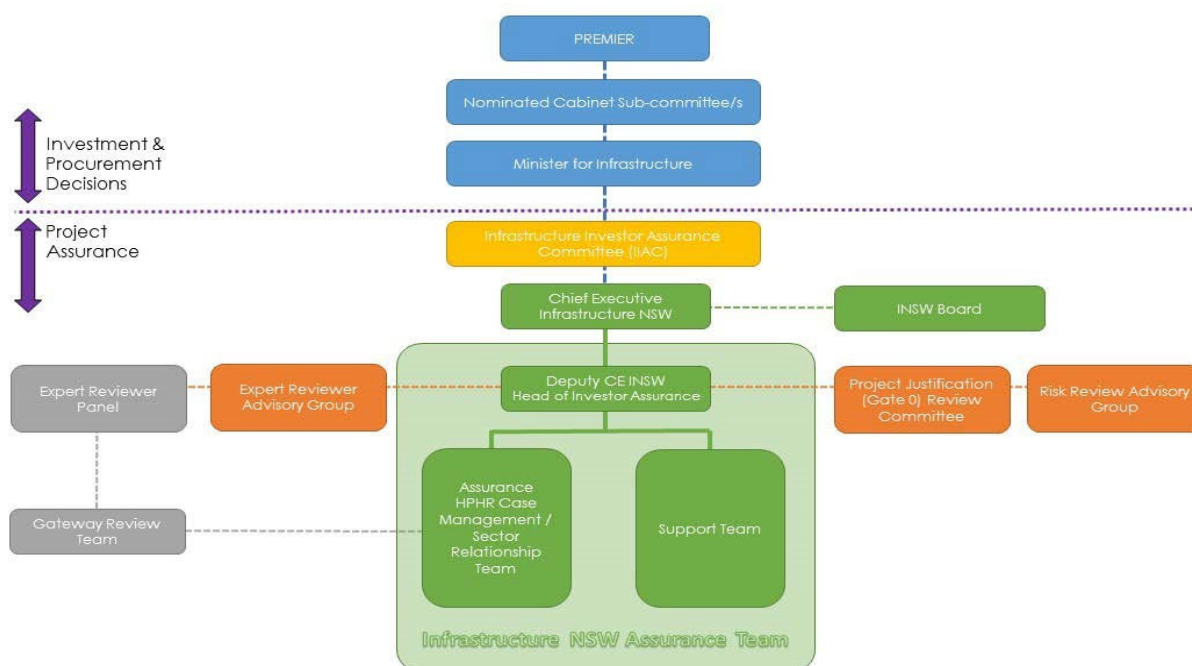 PREMIER
Nominated Cabinet Sub-committee/s
Investment &
Procurement
Decisions
Minister for Infrastructure
Project
Assurance
Infrastructure Investor Assurance
Committee (IIAC)
Chief Executive
Infrastructure NSW
INSW Board
Expert Reviewer
Panel
Expert Reviewer
Advisory Group
Deputy CE INSW
Head of Investor Assurance
Project Justification
(Gate 0) Review
Committee
Risk Review Advisory
Group
Gateway Review
Team
Assurance
HPHR Case
Management /
Sector
Relationship
Team
Support Team
Infrastructure NSW Assurance Team